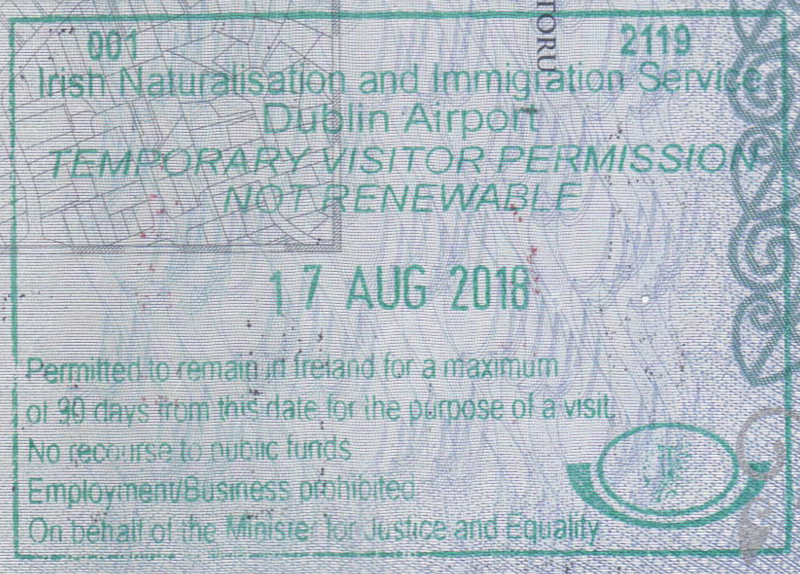 001 2119
Irish Naturalisation and Immigration Service
Dublin Airport
TEMPORARY VISITOR PERMISSION
NOT RENEWABLE
17 AUG 2018
Permitted to remain in Ireland for a maximum
of 90 days from this date for the purpose of a visit.
No recourse to public funds
Employment/Business prohibited.
On behalf of the Minister for Justice and Equality
TORU